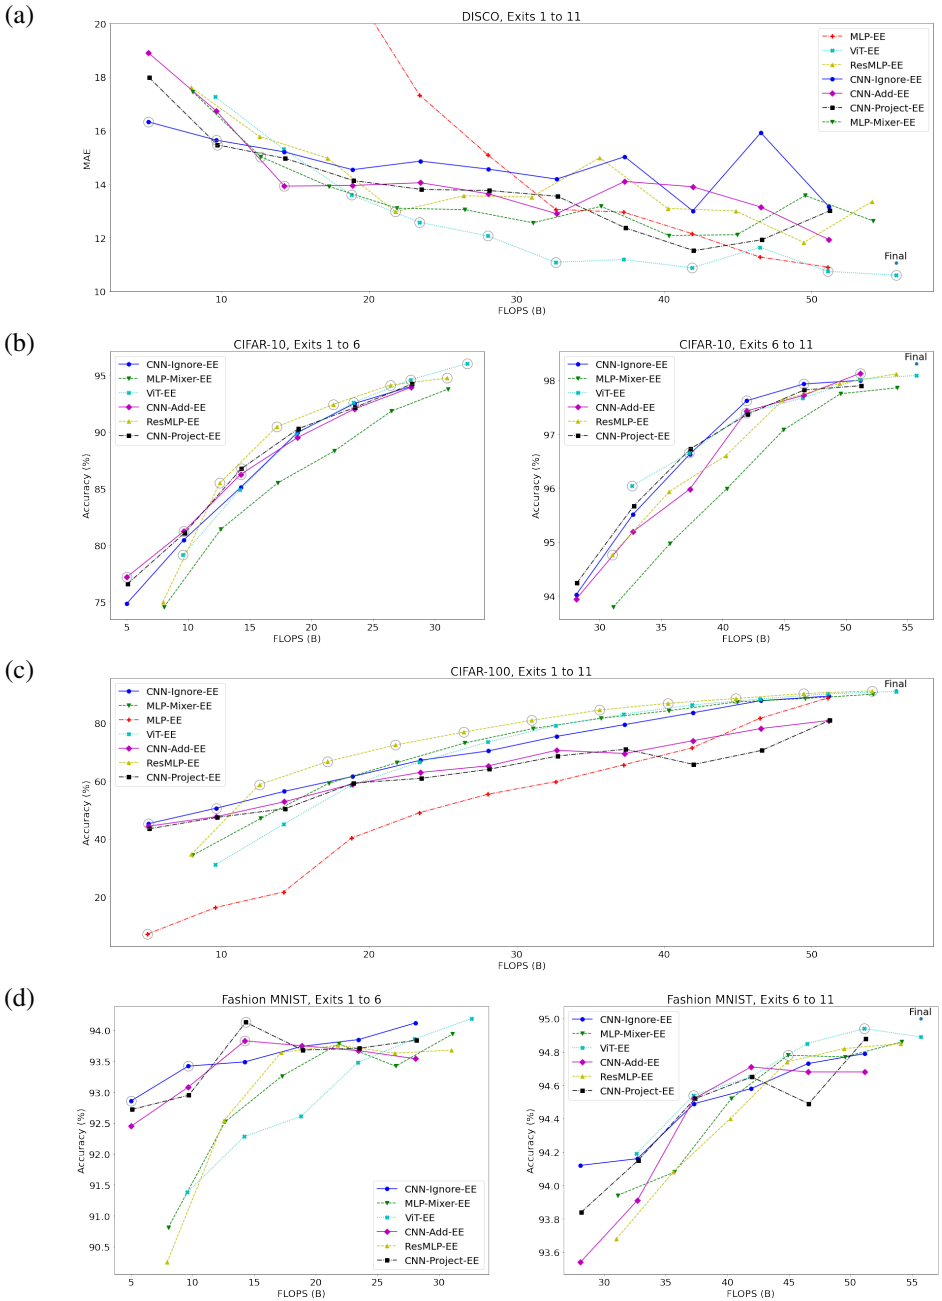 (a)
DISCO, Exits 1 to 11
20
18
16
14
12
10
MAE
MLP-EE
ViT-EE
ResMLP-EE
CNN-Ignore-EE
CNN-Add-EE
CNN-Project-EE
MLP-Mixer-EE
Final
10
20
30
40
50
FLOPS (B)
(b)
CIFAR-10, Exits 1 to 6
95
90
85
80
75
Accuracy (%)
CNN-Ignore-EE
MLP-Mixer-EE
ViT-EE
CNN-Add-EE
ResMLP-EE
CNN-Project-EE
5
10
15
20
25
30
FLOPS (B)
CIFAR-10, Exits 6 to 11
98
97
96
95
94
Accuracy (%)
CNN-Ignore-EE
MLP-Mixer-EE
ViT-EE
CNN-Add-EE
ResMLP-EE
CNN-Project-EE
Final
30
35
40
45
50
55
FLOPS (B)
(c)
CIFAR-100, Exits 1 to 11
80
60
40
20
Accuracy (%)
CNN-Ignore-EE
MLP-Mixer-EE
MLP-EE
ViT-EE
CNN-Add-EE
ResMLP-EE
CNN-Project-EE
Final
10
20
30
40
50
FLOPS (B)
(d)
Fashion MNIST, Exits 1 to 6
94.0
93.5
93.0
92.5
92.0
91.5
91.0
90.5
Accuracy (%)
CNN-Ignore-EE
MLP-Mixer-EE
ViT-EE
CNN-Add-EE
ResMLP-EE
CNN-Project-EE
5
10
15
20
25
30
FLOPS (B)
Fashion MNIST, Exits 6 to 11
95.0
94.8
94.6
94.4
94.2
94.0
93.8
93.6
Accuracy (%)
CNN-Ignore-EE
MLP-Mixer-EE
ViT-EE
CNN-Add-EE
ResMLP-EE
CNN-Project-EE
Final
30
35
40
45
50
55
FLOPS (B)